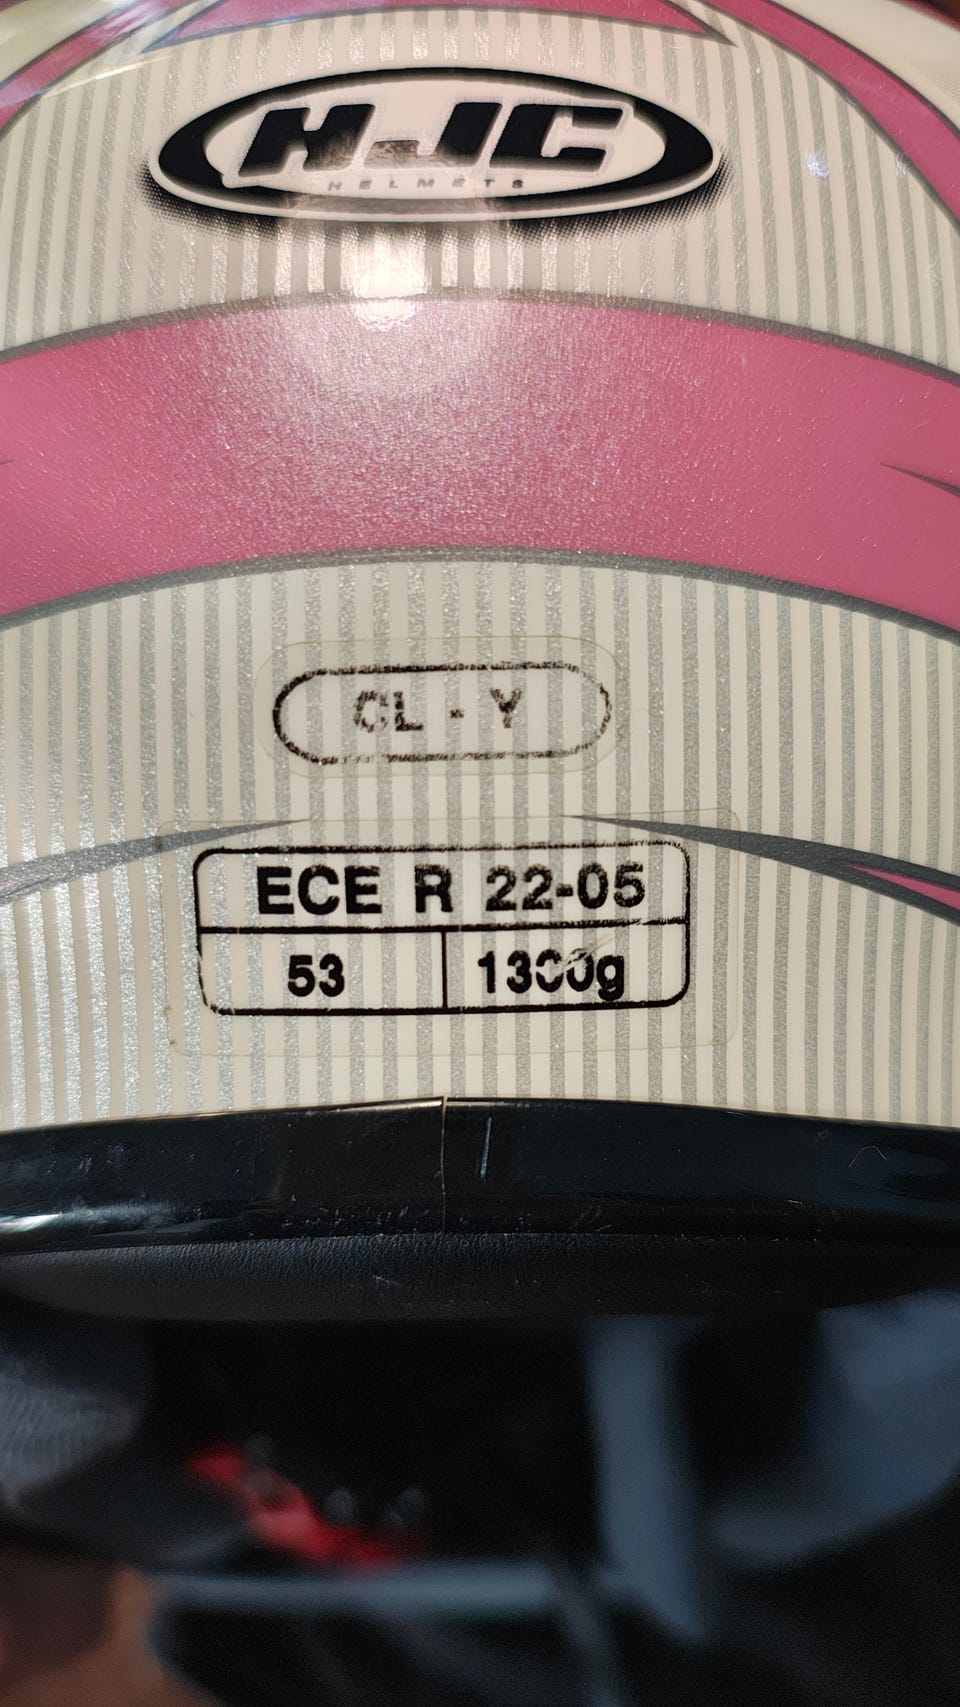 HJC
HELMETS
CL - Y
ECE R 22-05
53 1300g